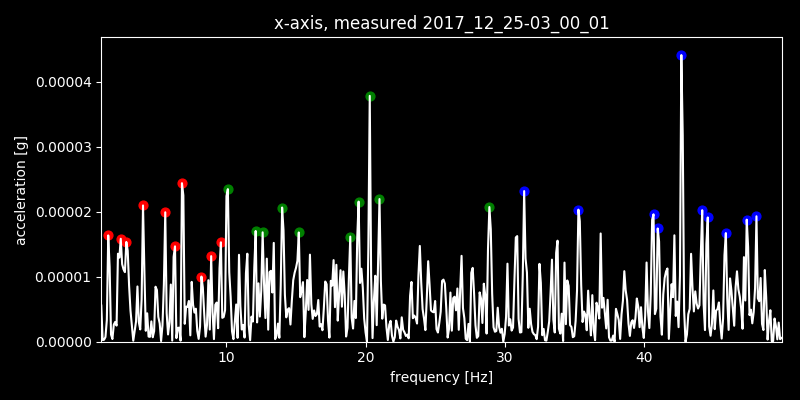 x-axis, measured 2017_12_25-03_00_01
acceleration [g]
0.00004
0.00003
0.00002
0.00001
0.00000
10 20 30 40
frequency [Hz]